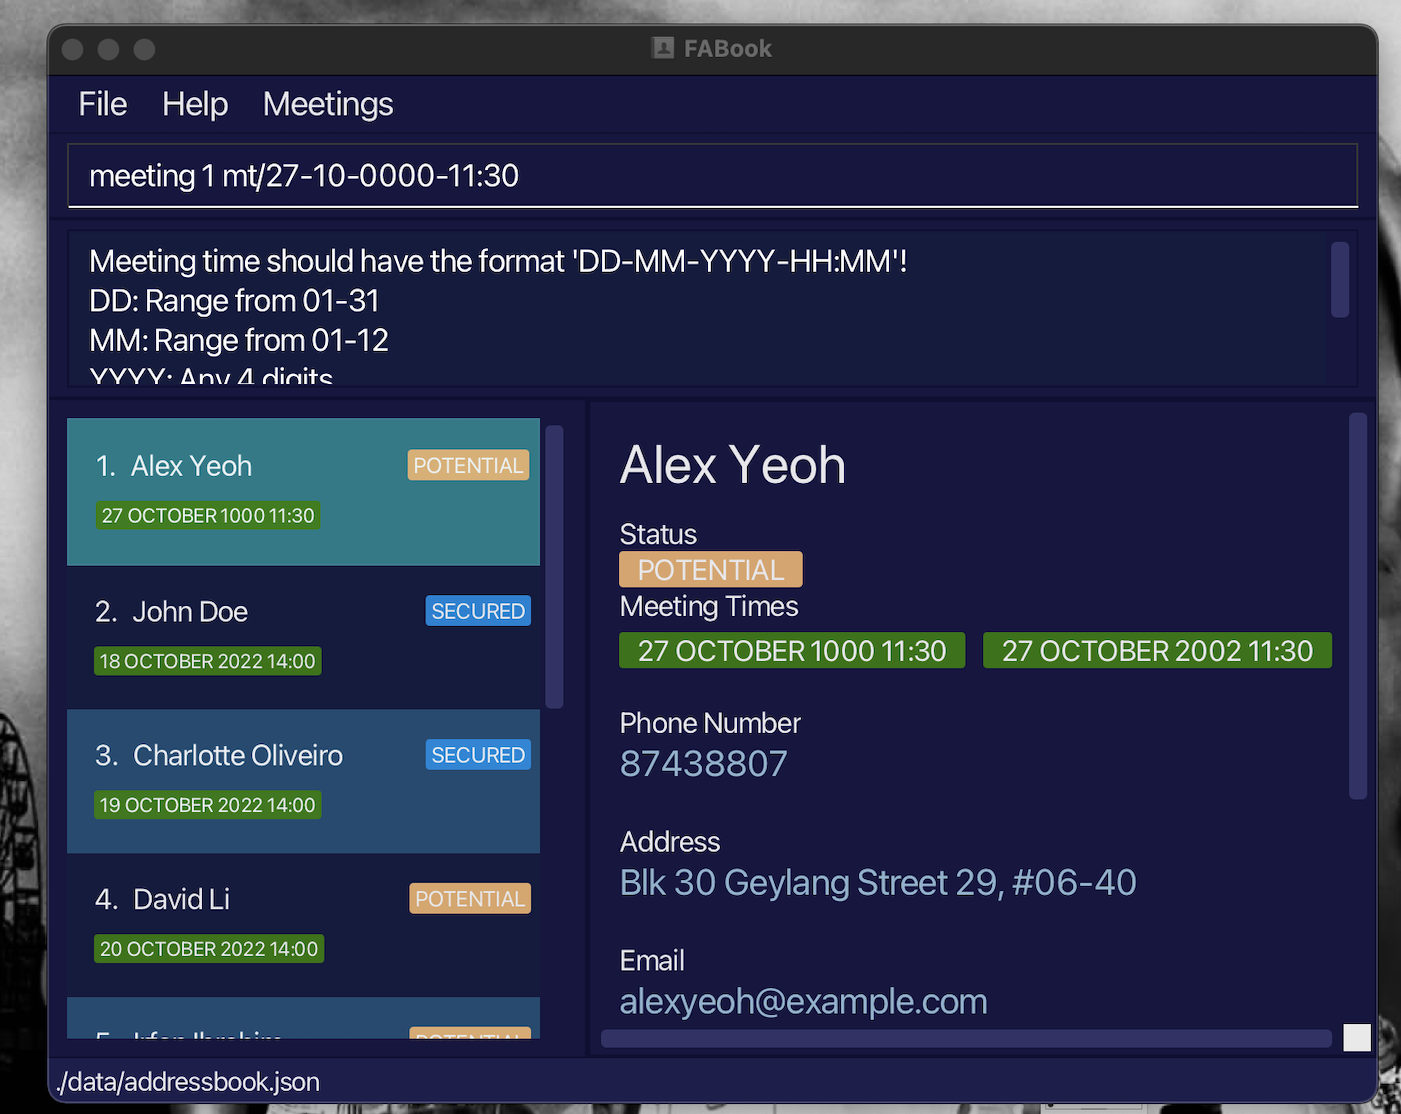 FABook
File Help Meetings
meeting 1 mt/27-10-0000-11:30
Meeting time should have the format 'DD-MM-YYYY-HH:MM'!
DD: Range from 01-31
MM: Range from 01-12
YYYY: Any 4 digits
1. Alex Yeoh POTENTIAL
27 OCTOBER 1000 11:30
2. John Doe SECURED
18 OCTOBER 2022 14:00
3. Charlotte Oliveiro SECURED
19 OCTOBER 2022 14:00
4. David Li POTENTIAL
20 OCTOBER 2022 14:00
5. Irfan Ibrahim POTENTIAL
Alex Yeoh
Status
POTENTIAL
Meeting Times
27 OCTOBER 1000 11:30 27 OCTOBER 2002 11:30
Phone Number
87438807
Address
Blk 30 Geylang Street 29, #06-40
Email
alexyeoh@example.com
./data/addressbook.json